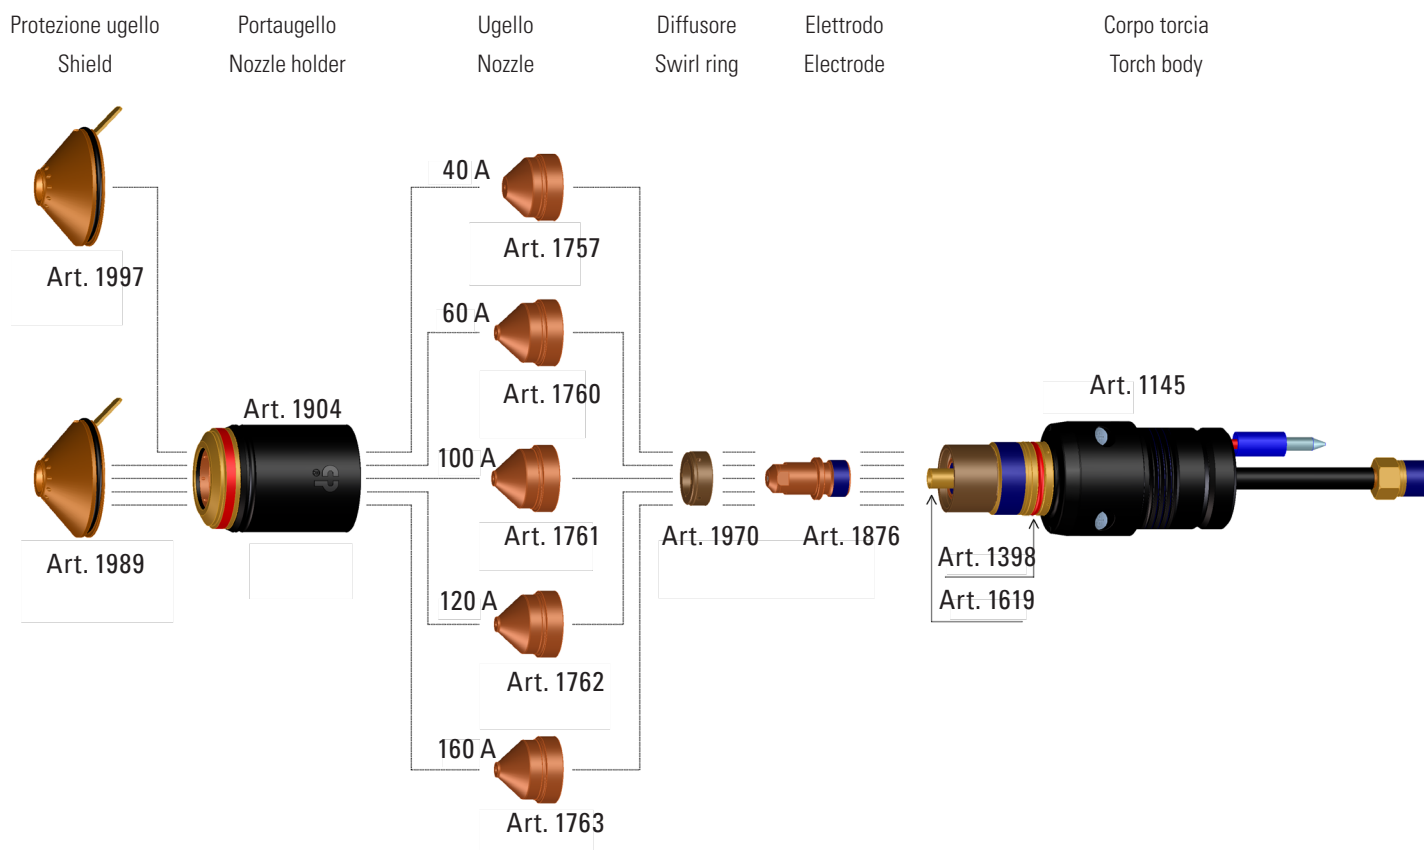 Protezione ugello
Shield
Portaugello
Nozzle holder
Ugello
Nozzle
Diffusore
Swirl ring
Elettrodo
Electrode
Corpo torcia
Torch body
Art. 1997
Art. 1989
Art. 1904
cp®
40 A
Art. 1757
60 A
Art. 1760
100 A
Art. 1761
120 A
Art. 1762
160 A
Art. 1763
Art. 1970
Art. 1876
Art. 1145
Art. 1398
Art. 1619